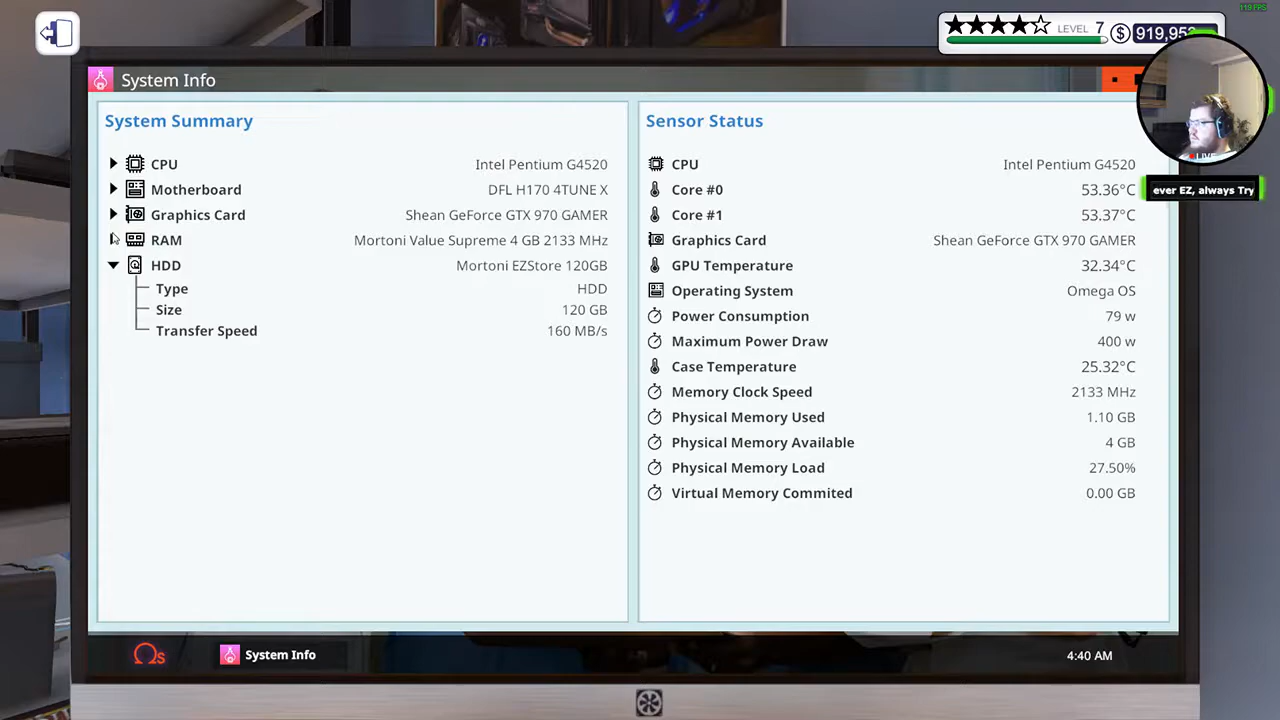 119 FPS
LEVEL 7
$
System Info
System Summary
CPU Intel Pentium G4520
Motherboard DFL H170 4TUNE X
Graphics Card Shean GeForce GTX 970 GAMER
RAM Mortoni Value Supreme 4 GB 2133 MHz
HDD Mortoni EZStore 120GB
Type HDD
Size 120 GB
Transfer Speed 160 MB/s
Sensor Status
CPU Intel Pentium G4520
Core #0 53.36°C
Core #1 53.37°C
Graphics Card Shean GeForce GTX 970 GAMER
GPU Temperature 32.34°C
Operating System Omega OS
Power Consumption 79 w
Maximum Power Draw 400 w
Case Temperature 25.32°C
Memory Clock Speed 2133 MHz
Physical Memory Used 1.10 GB
Physical Memory Available 4 GB
Physical Memory Load 27.50%
Virtual Memory Commited 0.00 GB
ever EZ, always Try
Ωs
System Info
4:40 AM